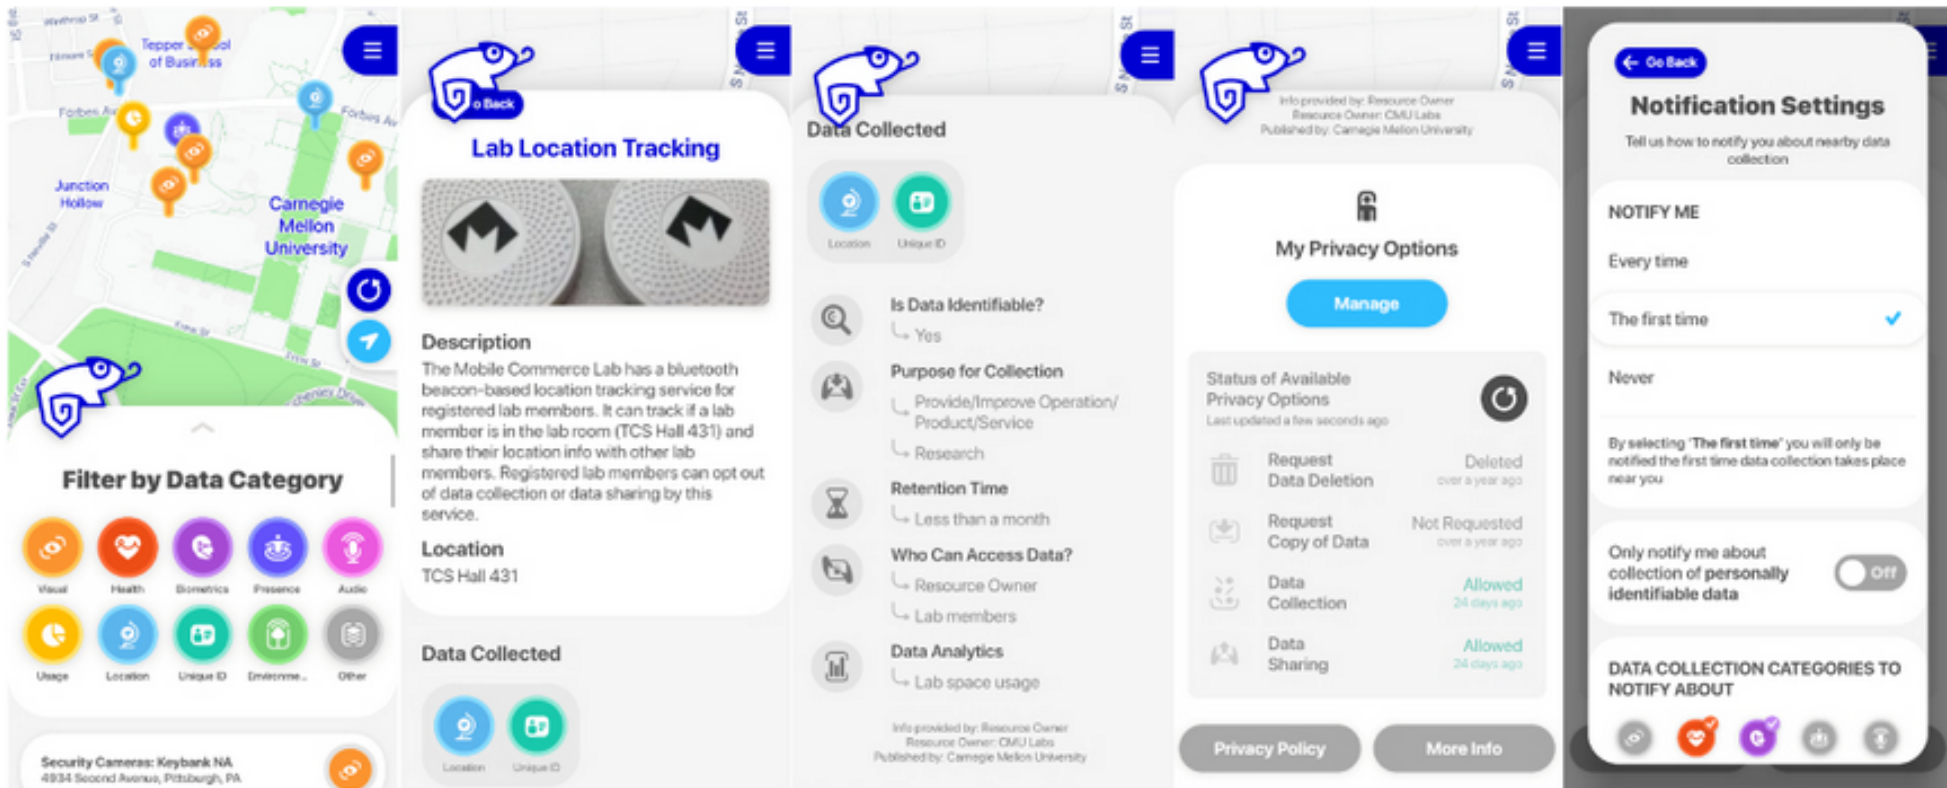 Winthrop St
Tepper School
of Business
Forbes Av
Forbes Av
Junction
Hollow
Carnegie
Mellon
University
S Neville St
Frew St
Frew St
Filter by Data Category
Visual
Health
Biometrics
Presence
Audio
Usage
Location
Unique ID
Environme...
Other
Security Cameras: Keybank NA
4934 Second Avenue, Pittsburgh, PA
o Back
Lab Location Tracking
Description
The Mobile Commerce Lab has a bluetooth
beacon-based location tracking service for
registered lab members. It can track if a lab
member is in the lab room (TCS Hall 431) and
share their location info with other lab
members. Registered lab members can opt out
of data collection or data sharing by this
service.
Location
TCS Hall 431
Data Collected
Location
Unique ID
Data Collected
Location
Unique ID
Is Data Identifiable?
Yes
Purpose for Collection
Provide/Improve Operation/
Product/Service
Research
Retention Time
Less than a month
Who Can Access Data?
Resource Owner
Lab members
Data Analytics
Lab space usage
Info provided by: Resource Owner
Resource Owner: CMU Labs
Published by: Carnegie Mellon University
Info provided by: Resource Owner
Resource Owner: CMU Labs
Published by: Carnegie Mellon University
My Privacy Options
Manage
Status of Available
Privacy Options
Last updated a few seconds ago
Request
Data Deletion
Deleted
over a year ago
Request
Copy of Data
Not Requested
over a year ago
Data
Collection
Allowed
24 days ago
Data
Sharing
Allowed
24 days ago
Privacy Policy
More Info
Go Back
Notification Settings
Tell us how to notify you about nearby data
collection
NOTIFY ME
Every time
The first time
Never
By selecting 'The first time' you will only be
notified the first time data collection takes place
near you
Only notify me about
collection of personally
identifiable data
Off
DATA COLLECTION CATEGORIES TO
NOTIFY ABOUT